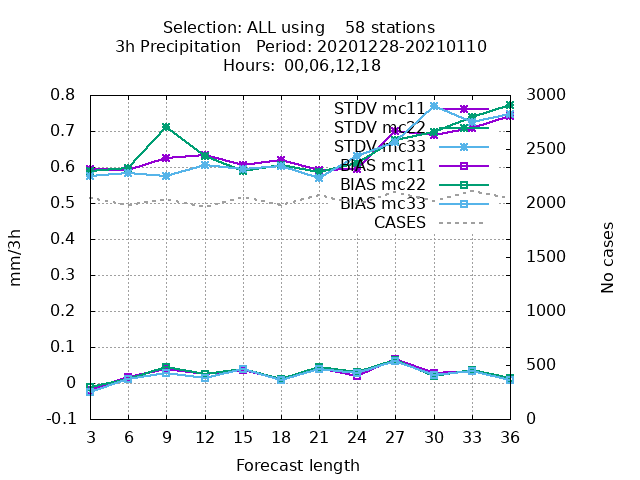 Selection: ALL using    58 stations
3h Precipitation   Period: 20201228-20210110
Hours:  00,06,12,18
STDV mc11
STDV mc22
STDV mc33
BIAS mc11
BIAS mc22
BIAS mc33
CASES
0.8
0.7
0.6
0.5
0.4
0.3
0.2
0.1
0
-0.1
mm/3h
3000
2500
2000
1500
1000
500
0
No cases
3 6 9 12 15 18 21 24 27 30 33 36
Forecast length